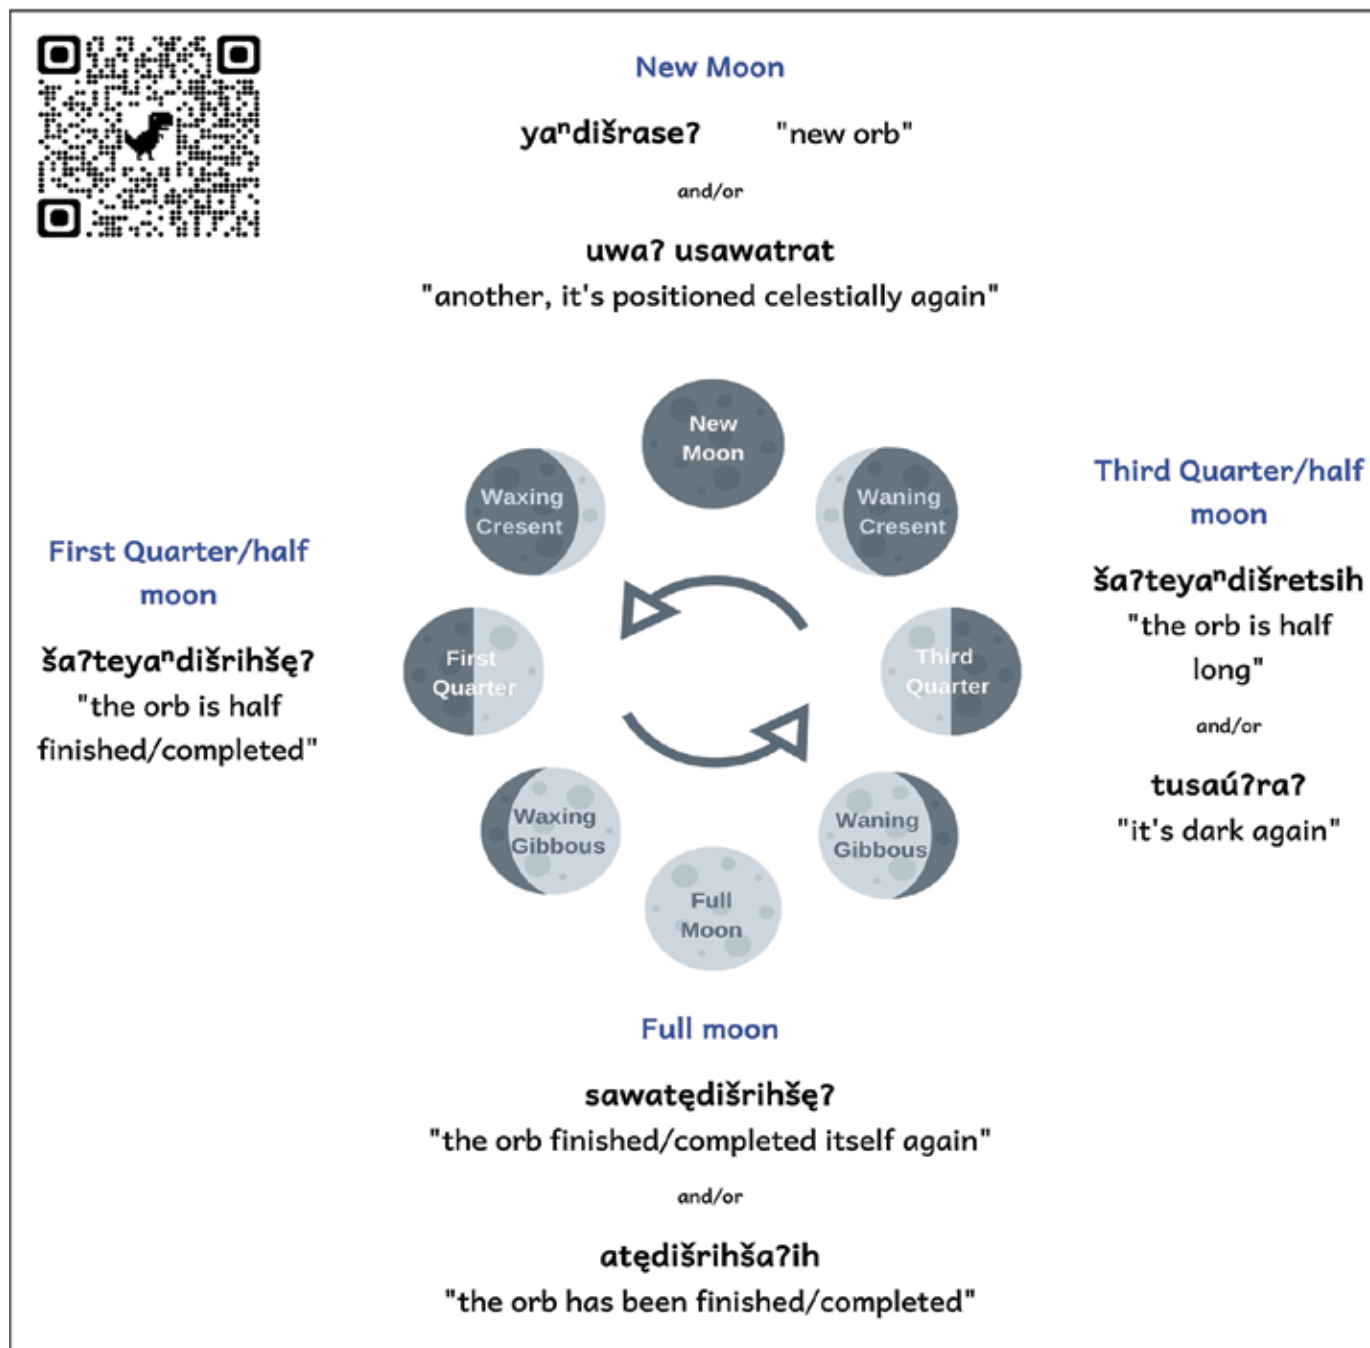 New Moon
yaⁿdišraseʔ "new orb"
and/or
uwaʔ usawatrat
"another, it's positioned celestially again"
New
Moon
Waxing
Cresent
Waning
Cresent
First Quarter/half
moon
šaʔteyaⁿdišrihšęʔ
"the orb is half
finished/completed"
First
Quarter
Third
Quarter
Third Quarter/half
moon
šaʔteyaⁿdišretsih
"the orb is half
long"
and/or
tusaúʔraʔ
"it's dark again"
Waxing
Gibbous
Waning
Gibbous
Full
Moon
Full moon
sawatędišrihšęʔ
"the orb finished/completed itself again"
and/or
atędišrihšaʔih
"the orb has been finished/completed"